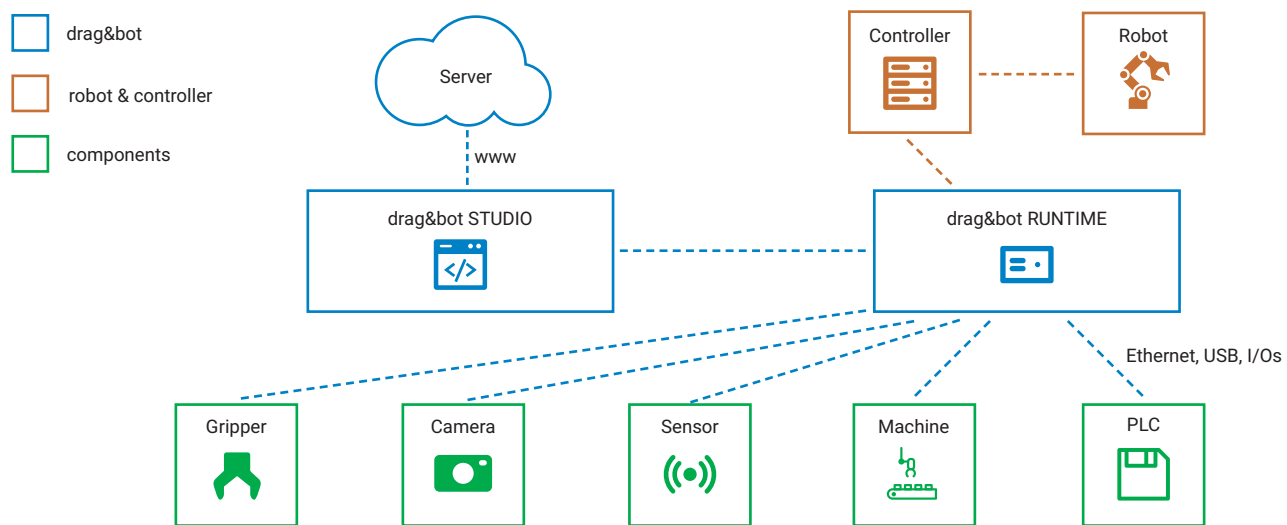 drag&bot
robot & controller
components
Server
www
Controller
Robot
drag&bot STUDIO
drag&bot RUNTIME
Ethernet, USB, I/Os
Gripper
Camera
Sensor
Machine
PLC